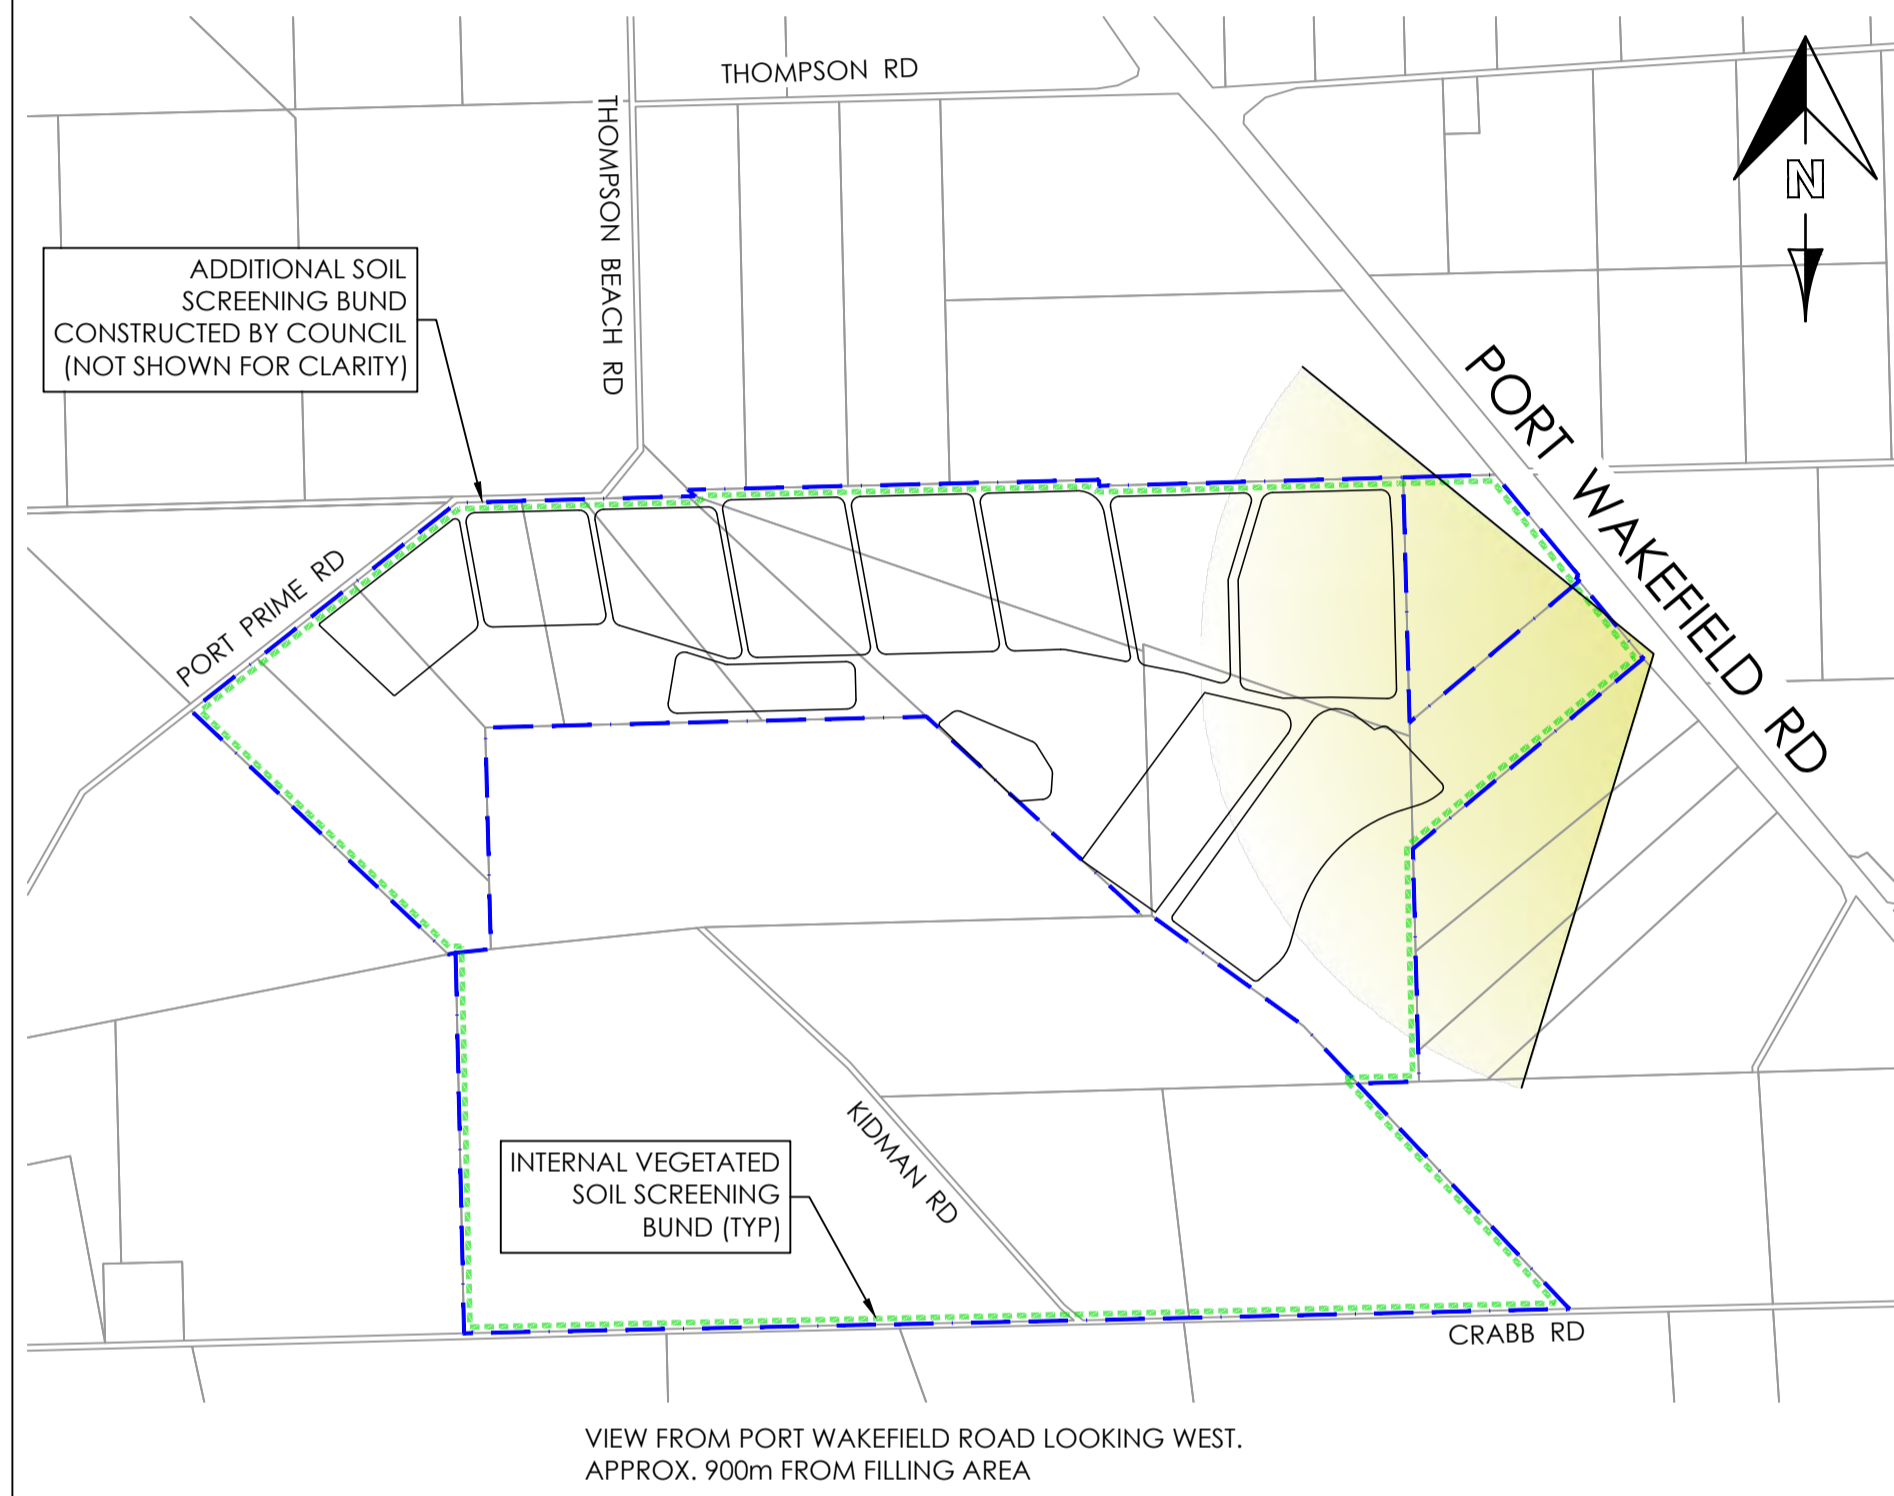 THOMPSON RD
THOMPSON BEACH RD
N
ADDITIONAL SOIL
SCREENING BUND
CONSTRUCTED BY COUNCIL
(NOT SHOWN FOR CLARITY)
PORT WAKEFIELD RD
PORT PRIME RD
KIDMAN RD
INTERNAL VEGETATED
SOIL SCREENING
BUND (TYP)
CRABB RD
VIEW FROM PORT WAKEFIELD ROAD LOOKING WEST.
APPROX. 900m FROM FILLING AREA